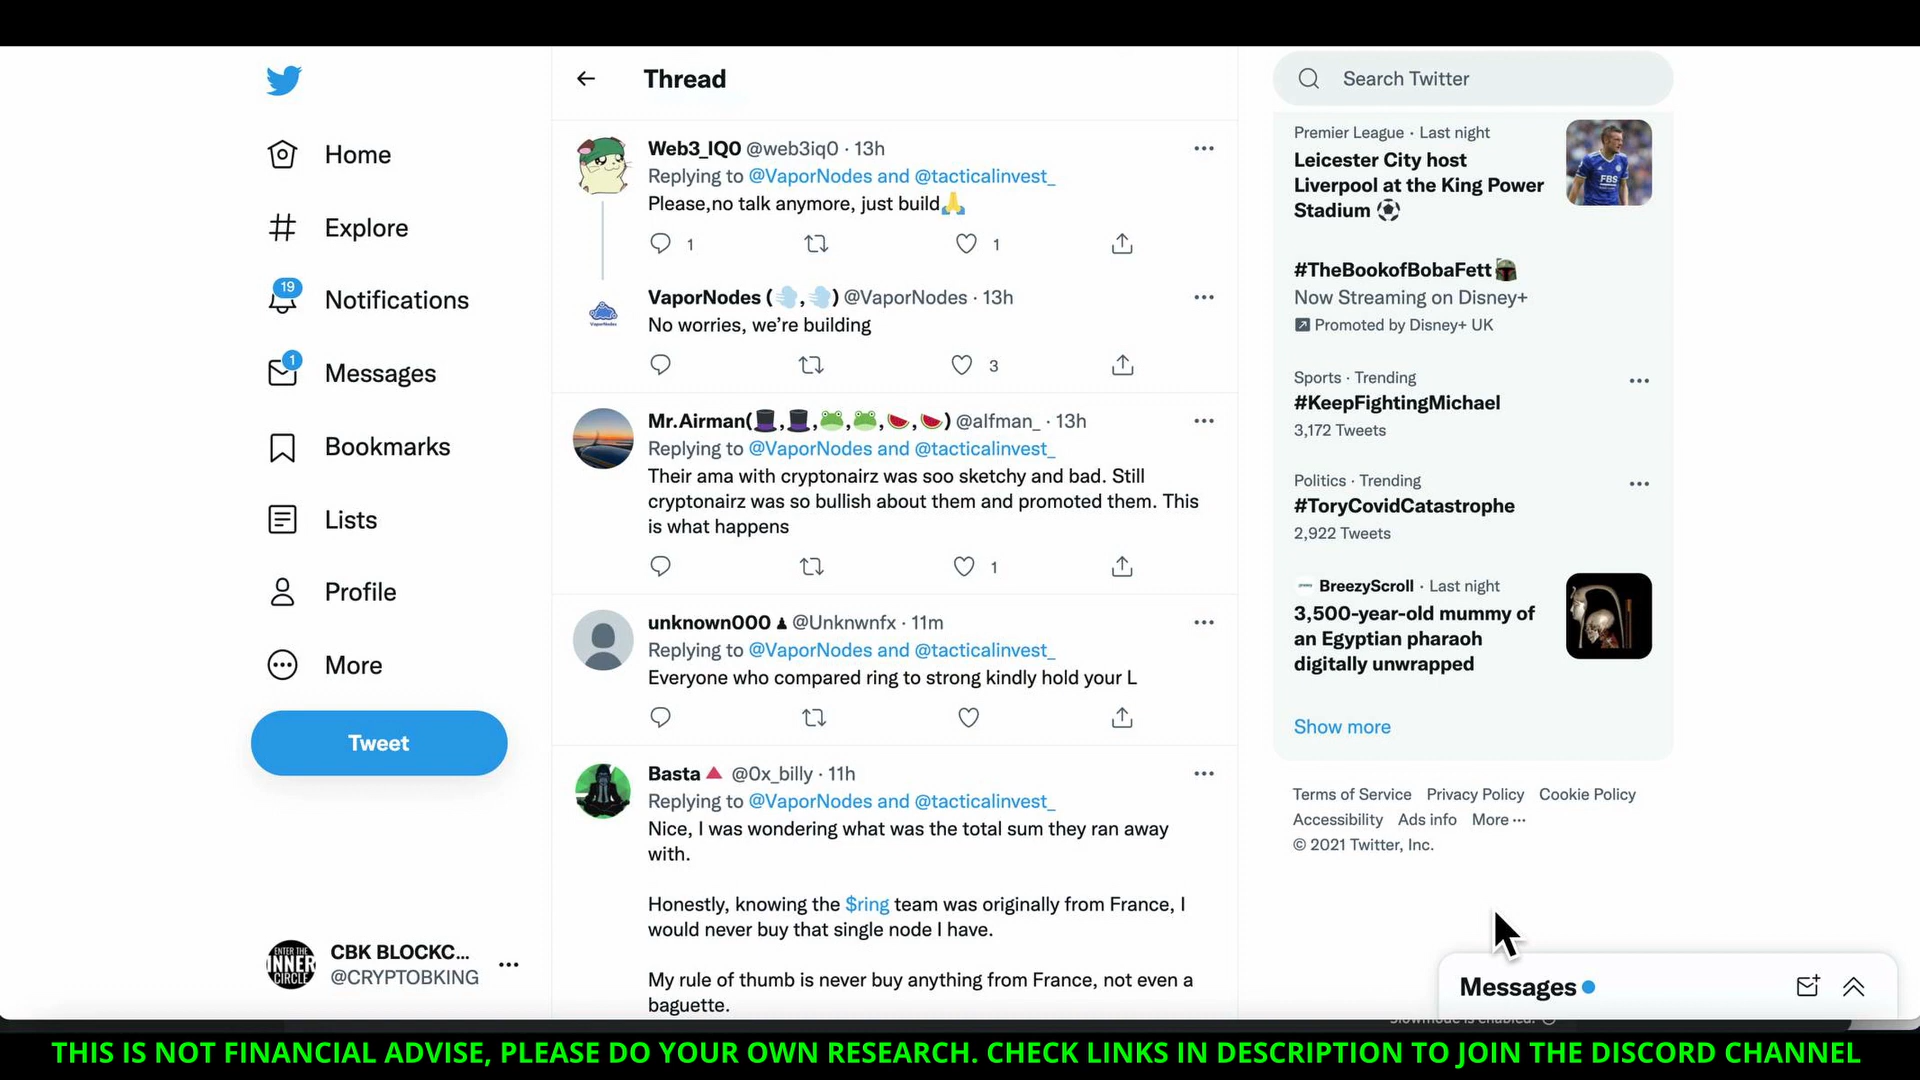 Thread
Search Twitter
Home
Explore
19
Notifications
1
Messages
Bookmarks
Lists
Profile
More
Tweet
ENTER THE
INNER
CIRCLE
CBK BLOCKC...
@CRYPTOBKING
Web3_IQ0 @web3iq0 · 13h
Replying to @VaporNodes and @tacticalinvest_
Please,no talk anymore, just build🙏
1 1
VaporNodes (💨,💨) @VaporNodes · 13h
No worries, we're building
3
VaporNodes
Mr.Airman(🎩,🎩,🐸,🐸,🍉,🍉) @alfman_ · 13h
Replying to @VaporNodes and @tacticalinvest_
Their ama with cryptonairz was soo sketchy and bad. Still
cryptonairz was so bullish about them and promoted them. This
is what happens
1
unknown000 ♟ @Unknwnfx · 11m
Replying to @VaporNodes and @tacticalinvest_
Everyone who compared ring to strong kindly hold your L
Basta 🔺 @0x_billy · 11h
Replying to @VaporNodes and @tacticalinvest_
Nice, I was wondering what was the total sum they ran away
with.
Honestly, knowing the $ring team was originally from France, I
would never buy that single node I have.
My rule of thumb is never buy anything from France, not even a
baguette.
Premier League · Last night
Leicester City host
Liverpool at the King Power
Stadium ⚽
FBS
#TheBookofBobaFett
Now Streaming on Disney+
Promoted by Disney+ UK
Sports · Trending
#KeepFightingMichael
3,172 Tweets
Politics · Trending
#ToryCovidCatastrophe
2,922 Tweets
BreezyScroll · Last night
3,500-year-old mummy of
an Egyptian pharaoh
digitally unwrapped
Show more
Terms of Service Privacy Policy Cookie Policy
Accessibility Ads info More ···
© 2021 Twitter, Inc.
Messages
Slowmode is enabled.
THIS IS NOT FINANCIAL ADVISE, PLEASE DO YOUR OWN RESEARCH. CHECK LINKS IN DESCRIPTION TO JOIN THE DISCORD CHANNEL